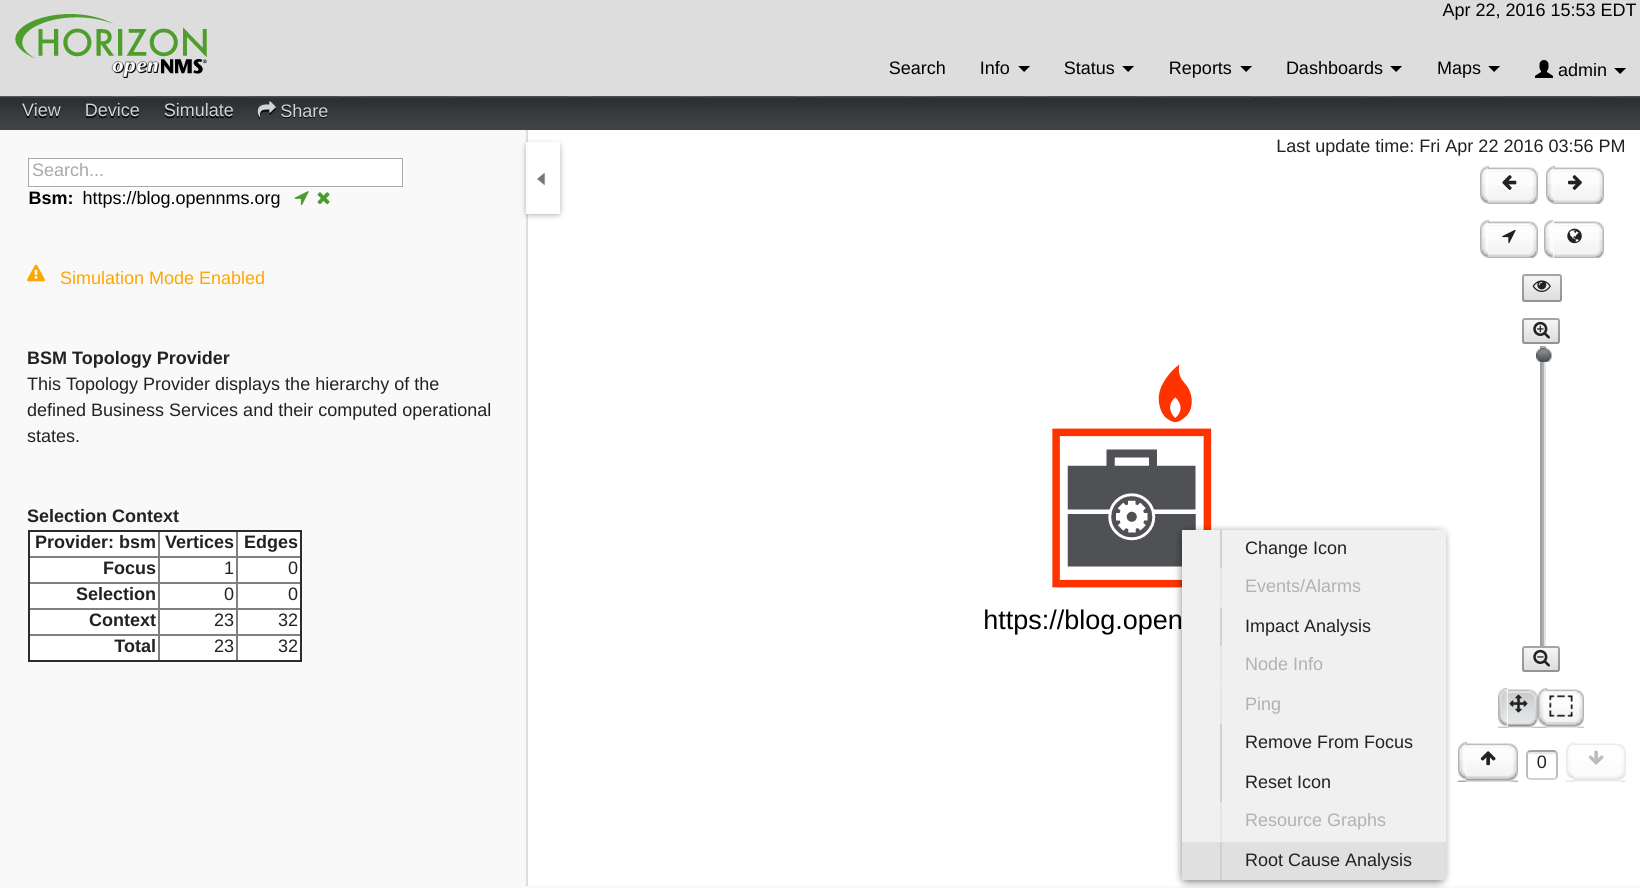 Apr 22, 2016 15:53 EDT
HORIZON
openNMS
Search Info Status Reports Dashboards Maps admin
View Device Simulate Share
Last update time: Fri Apr 22 2016 03:56 PM
Search...
Bsm: https://blog.opennms.org
Simulation Mode Enabled
BSM Topology Provider
This Topology Provider displays the hierarchy of the
defined Business Services and their computed operational
states.
Selection Context
Provider: bsm Vertices Edges
Focus 1 0
Selection 0 0
Context 23 32
Total 23 32
https://blog.open
Change Icon
Events/Alarms
Impact Analysis
Node Info
Ping
Remove From Focus
Reset Icon
Resource Graphs
Root Cause Analysis
0